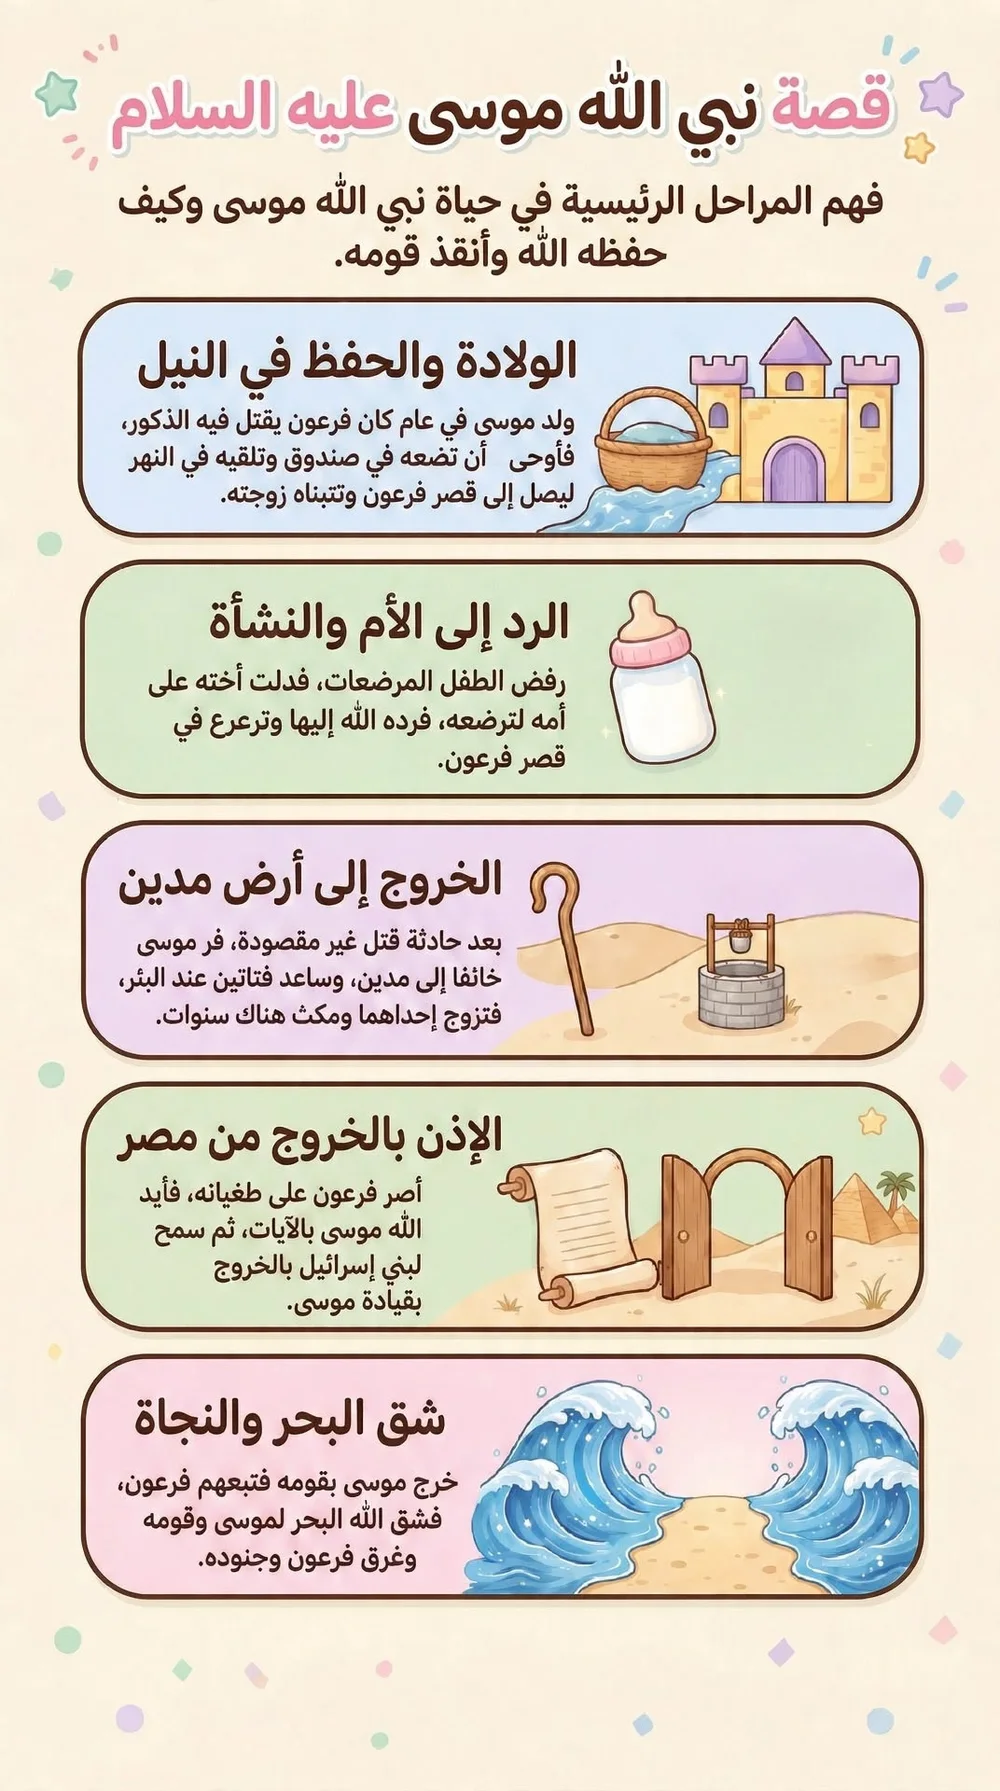 قصة نبي الله موسى عليه السلام
فهم المراحل الرئيسية في حياة نبي الله موسى وكيف
حفظه الله وأنقذ قومه.
الولادة والحفظ في النيل
ولد موسى في عام كان فرعون يقتل فيه الذكور،
فأوحى أن تضعه في صندوق وتلقيه في النهر
ليصل إلى قصر فرعون وتتبناه زوجته.
الرد إلى الأم والنشأة
رفض الطفل المرضعات، فدلت أخته على
أمه لترضعه، فرده الله إليها وترعرع في
قصر فرعون.
الخروج إلى أرض مدين
بعد حادثة قتل غير مقصودة، فر موسى
خائفا إلى مدين، وساعد فتاتين عند البئر،
فتزوج إحداهما ومكث هناك سنوات.
الإذن بالخروج من مصر
أصر فرعون على طغيانه، فأيد
الله موسى بالآيات، ثم سمح
لبني إسرائيل بالخروج
بقيادة موسى.
شق البحر والنجاة
خرج موسى بقومه فتبعهم فرعون،
فشق الله البحر لموسى وقومه
وغرق فرعون وجنوده.